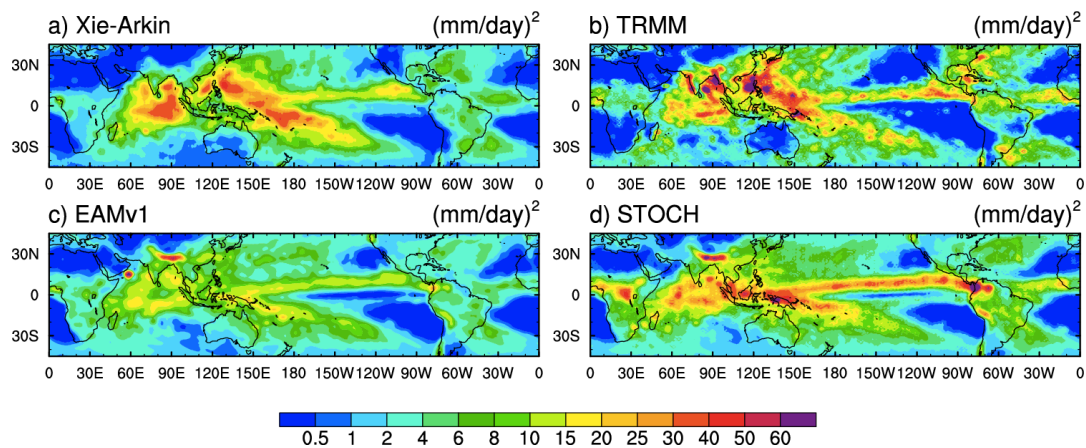 a) Xie-Arkin (mm/day)2
b) TRMM (mm/day)2
30N
0
30S
0 30E 60E 90E 120E 150E 180 150W 120W 90W 60W 30W 0
30N
0
30S
0 30E 60E 90E 120E 150E 180 150W 120W 90W 60W 30W 0
c) EAMv1 (mm/day)2
d) STOCH (mm/day)2
30N
0
30S
0 30E 60E 90E 120E 150E 180 150W 120W 90W 60W 30W 0
30N
0
30S
0 30E 60E 90E 120E 150E 180 150W 120W 90W 60W 30W 0
0.5 1 2 4 6 8 10 15 20 25 30 40 50 60